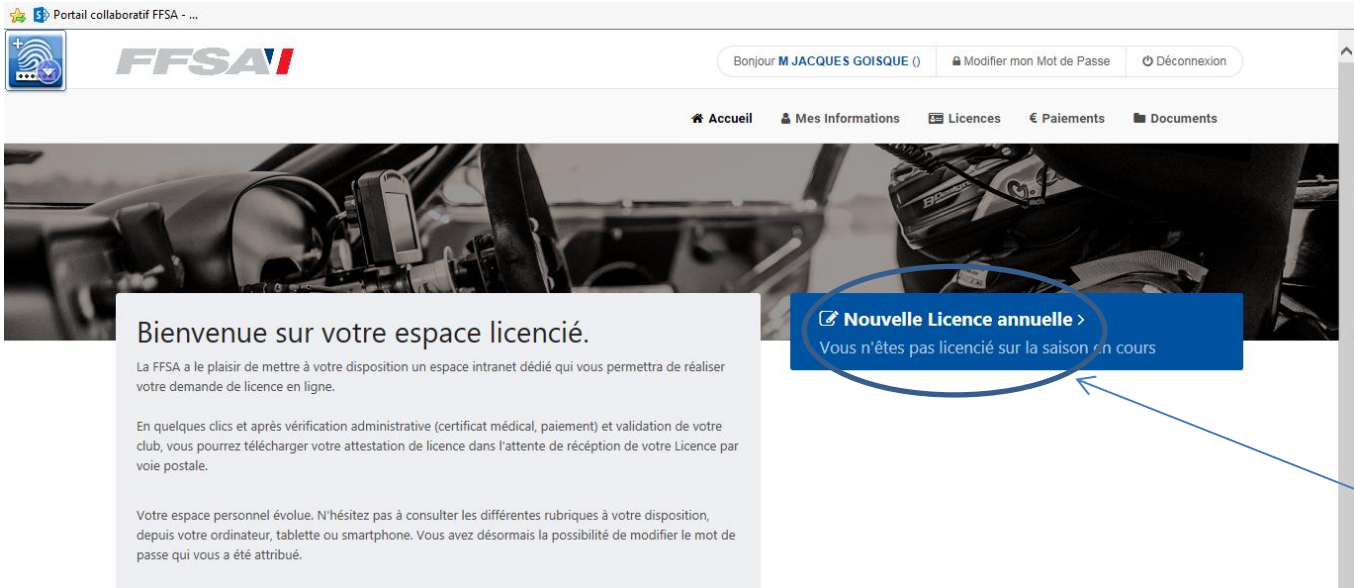 Portail collaboratif FFSA - ...
FFSA
Bonjour M JACQUES GOISQUE ()
Modifier mon Mot de Passe
Déconnexion
Accueil
Mes Informations
Licences
€ Paiements
Documents
Bienvenue sur votre espace licencié.
La FFSA a le plaisir de mettre à votre disposition un espace intranet dédié qui vous permettra de réaliser
votre demande de licence en ligne.
En quelques clics et après vérification administrative (certificat médical, paiement) et validation de votre
club, vous pourrez télécharger votre attestation de licence dans l'attente de récéption de votre Licence par
voie postale.
Votre espace personnel évolue. N'hésitez pas à consulter les différentes rubriques à votre disposition,
depuis votre ordinateur, tablette ou smartphone. Vous avez désormais la possibilité de modifier le mot de
passe qui vous a été attribué.
Nouvelle Licence annuelle >
Vous n'êtes pas licencié sur la saison en cours